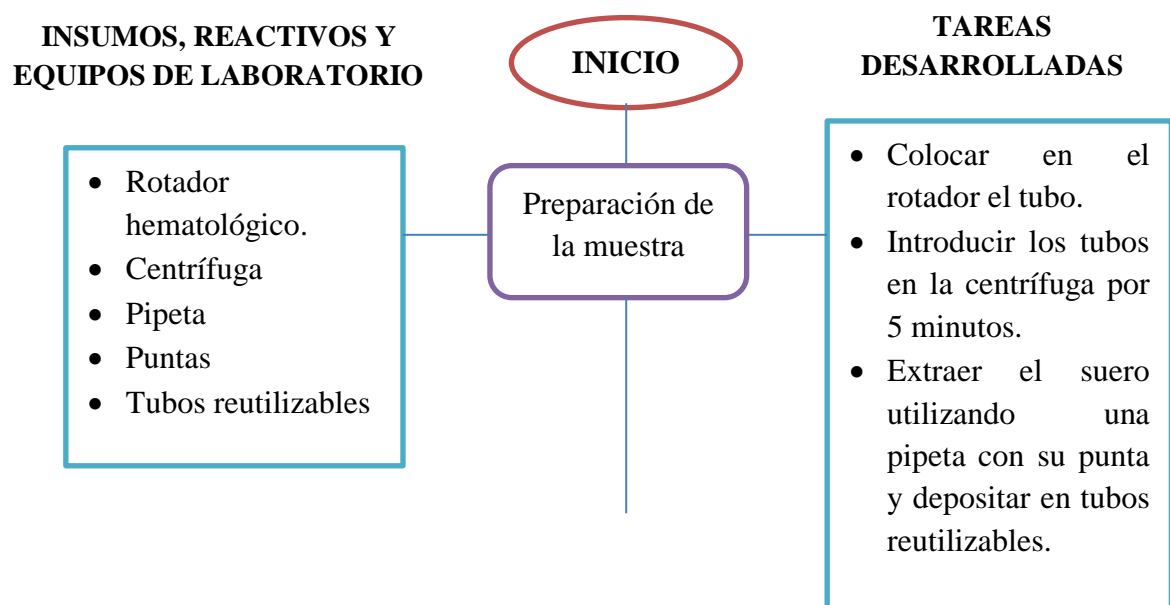 INSUMOS, REACTIVOS Y
EQUIPOS DE LABORATORIO
INICIO
TAREAS
DESARROLLADAS
• Rotador
hematológico.
• Centrífuga
• Pipeta
• Puntas
• Tubos reutilizables
Preparación de
la muestra
• Colocar en el
rotador el tubo.
• Introducir los tubos
en la centrífuga por
5 minutos.
• Extraer el suero
utilizando una
pipeta con su punta
y depositar en tubos
reutilizables.